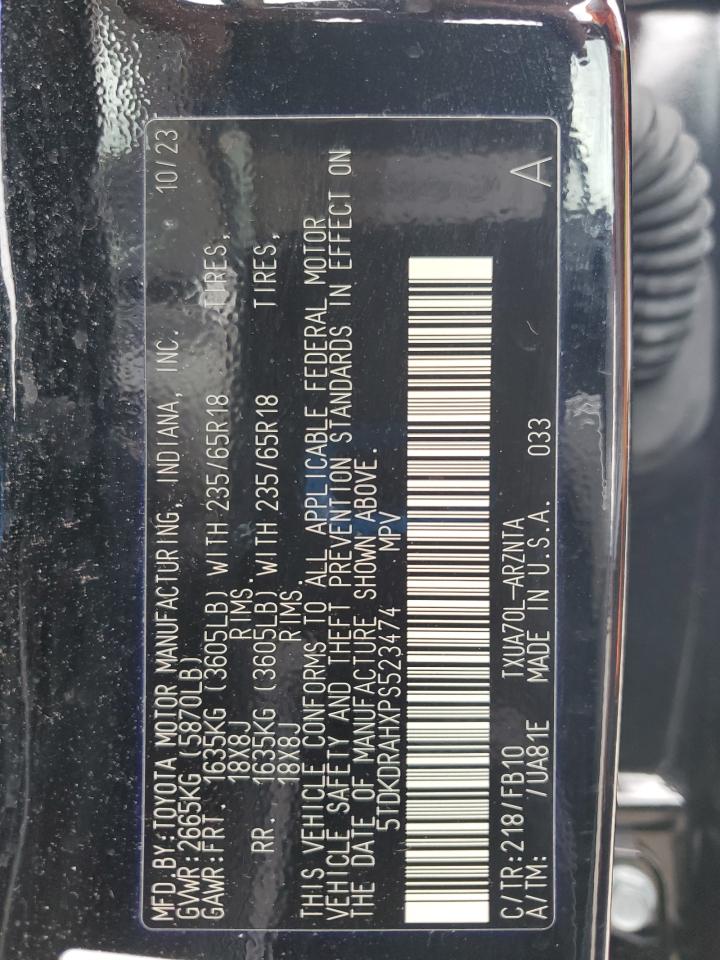 MFD.BY:TOYOTA MOTOR MANUFACTURING, INDIANA, INC. 10/23
GVWR:2665KG (5870LB)
GAWR:FRT. 1635KG (3605LB) WITH 235/65R18 TIRES,
18X8J RIMS.
RR. 1635KG (3605LB) WITH 235/65R18 TIRES,
18X8J RIMS.
THIS VEHICLE CONFORMS TO ALL APPLICABLE FEDERAL MOTOR
VEHICLE SAFETY AND THEFT PREVENTION STANDARDS IN EFFECT ON
THE DATE OF MANUFACTURE SHOWN ABOVE.
5TDKDRAHXPS523474 MPV
C/TR:218/FB10 TXUA70L-ARZNTA A
A/TM: /UA81E MADE IN U.S.A. 033